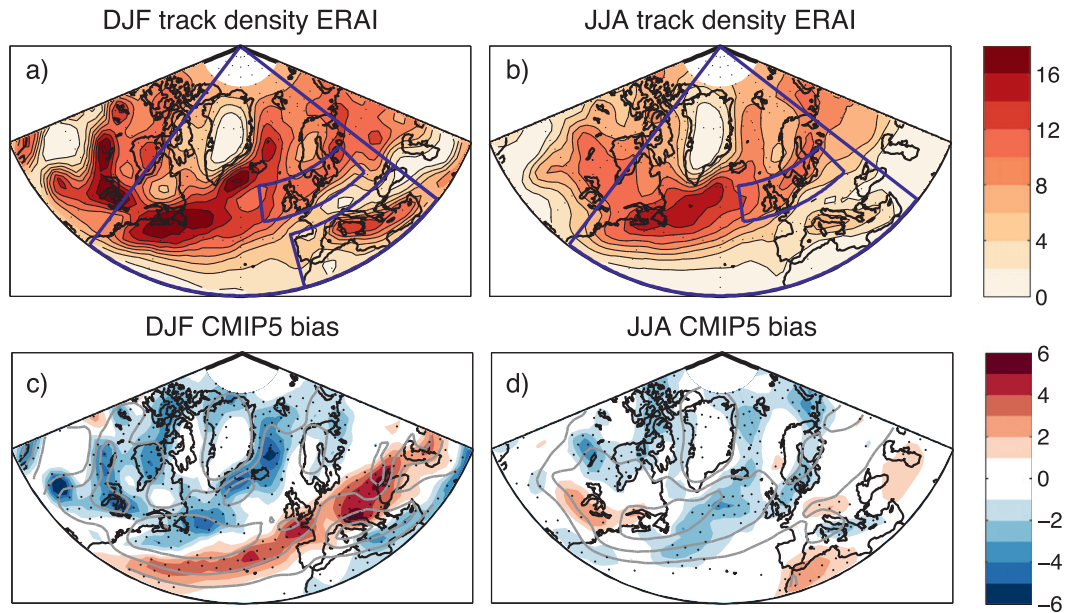 DJF track density ERAI
JJA track density ERAI
a)
b)
16
12
8
4
0
DJF CMIP5 bias
JJA CMIP5 bias
c)
d)
6
4
2
0
−2
−4
−6